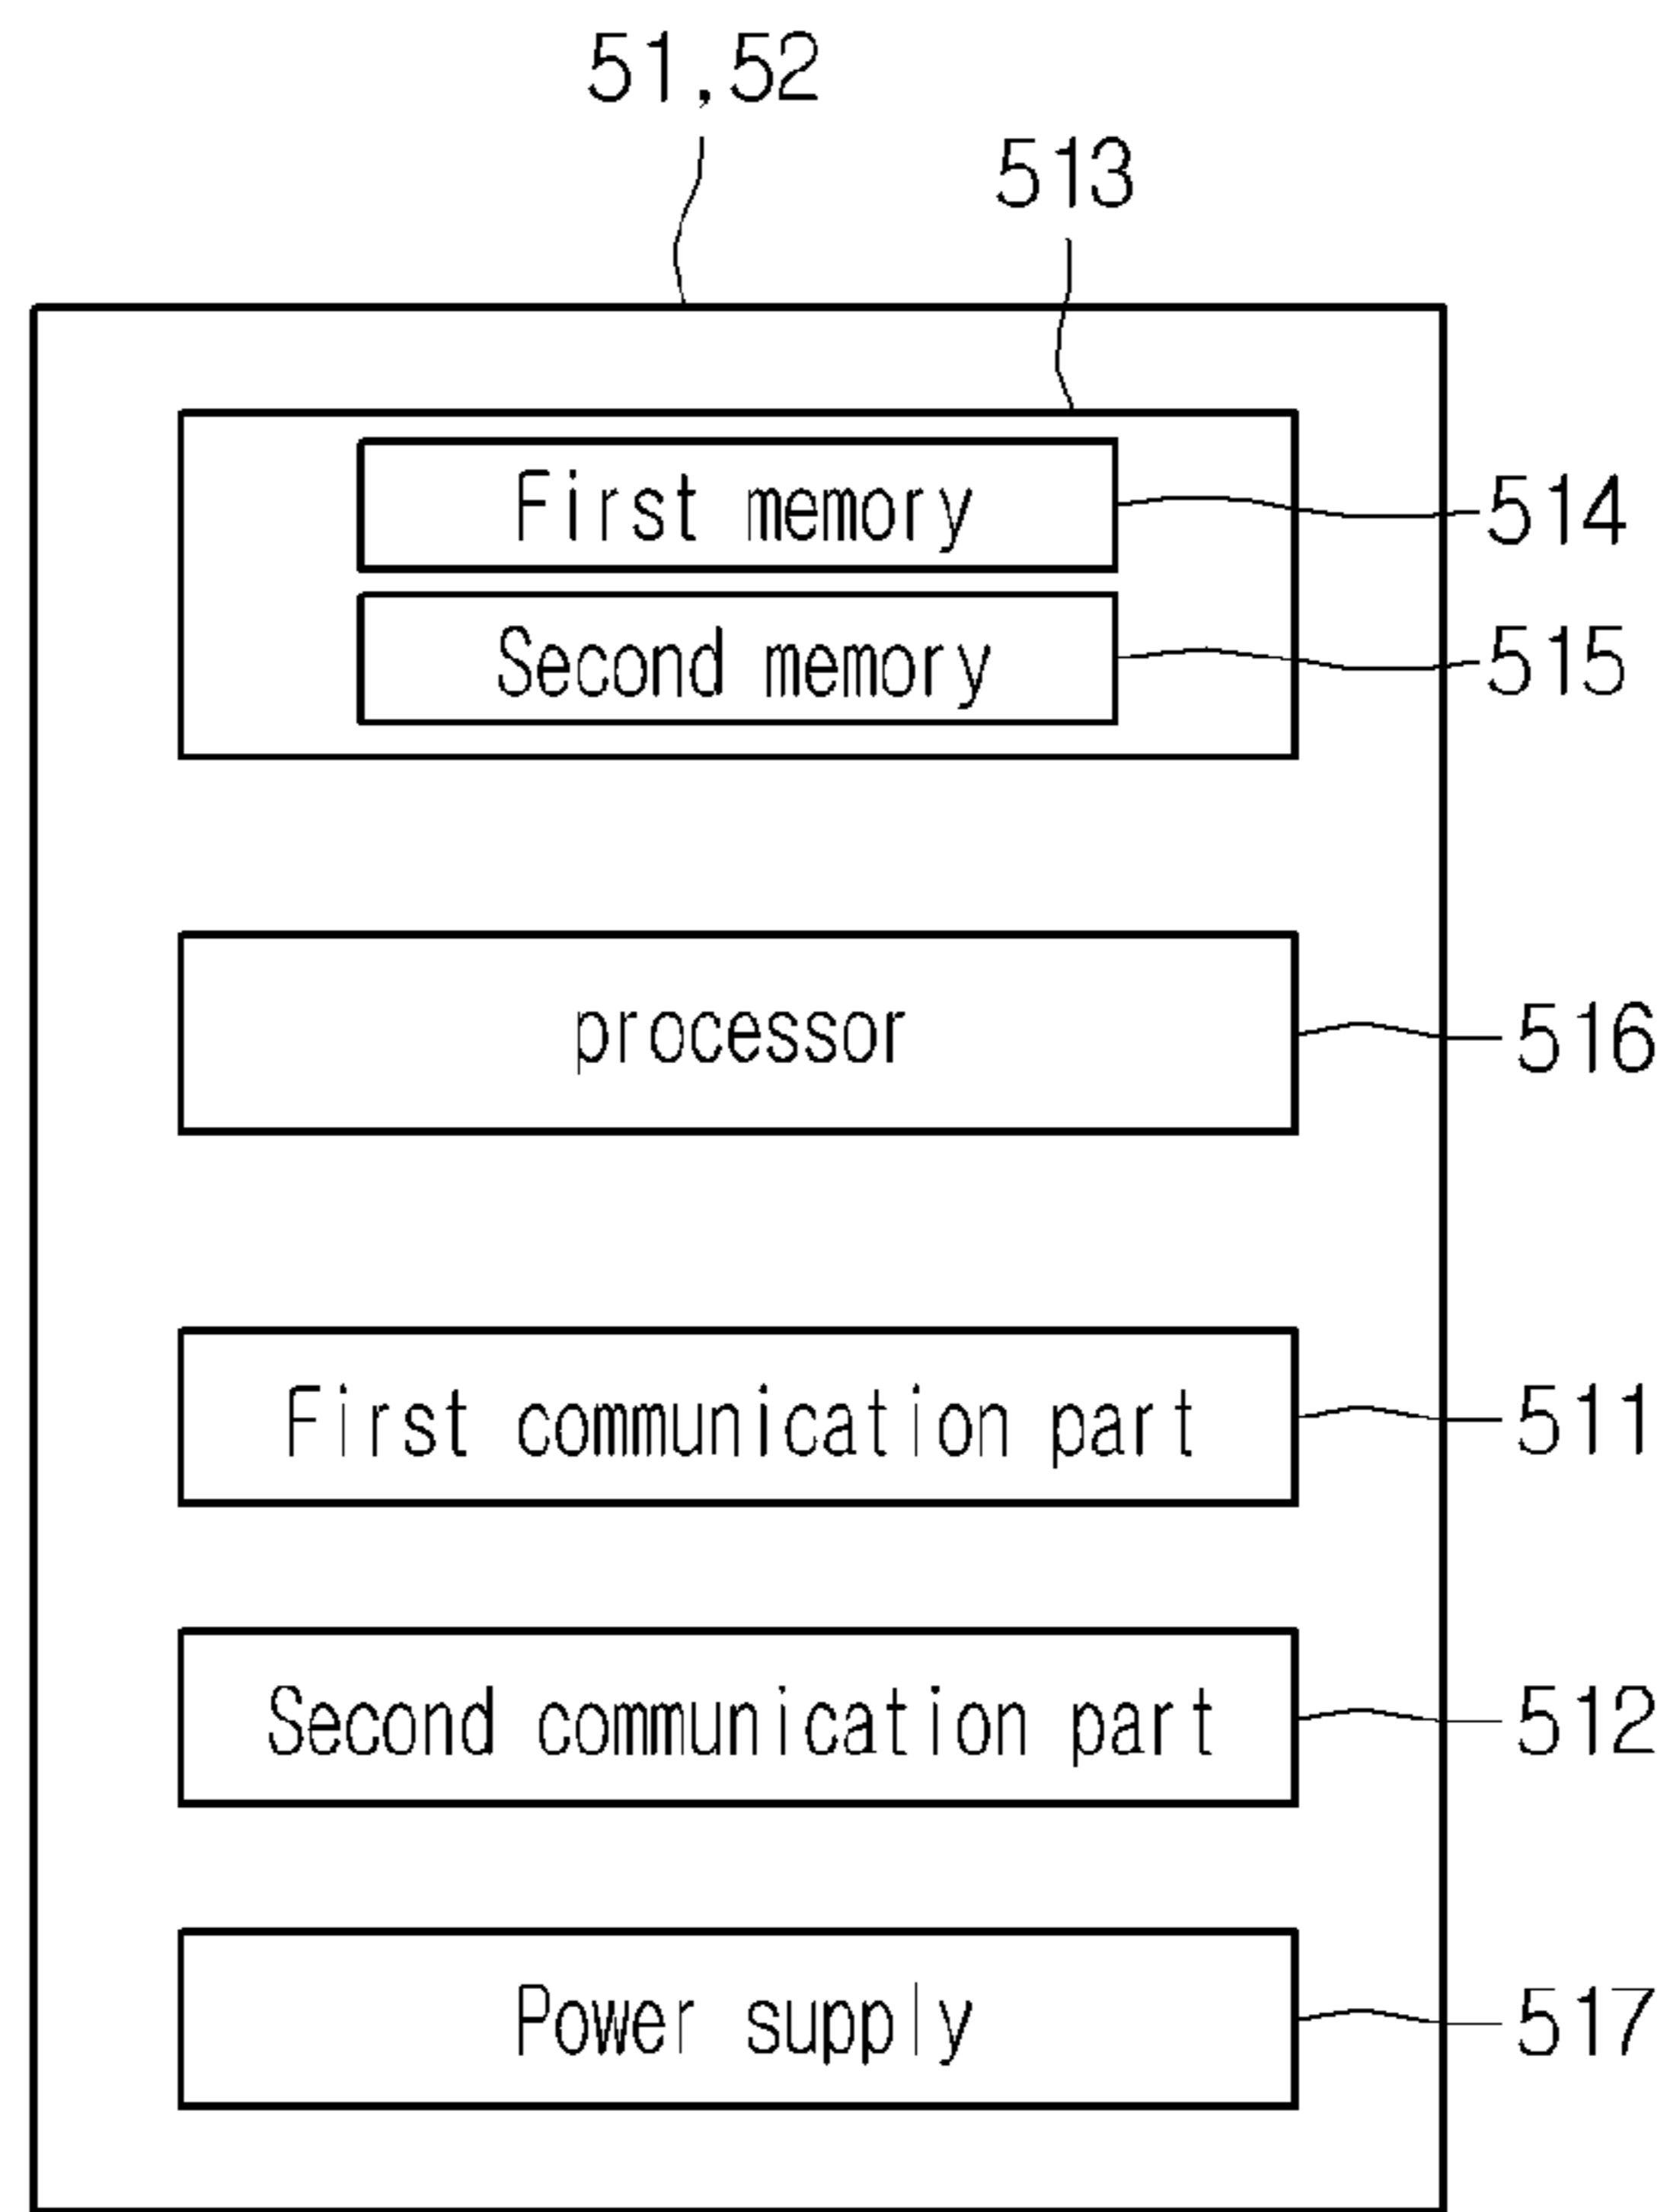 51,52
513
First memory 514
Second memory 515
processor 516
First communication part 511
Second communication part 512
Power supply 517